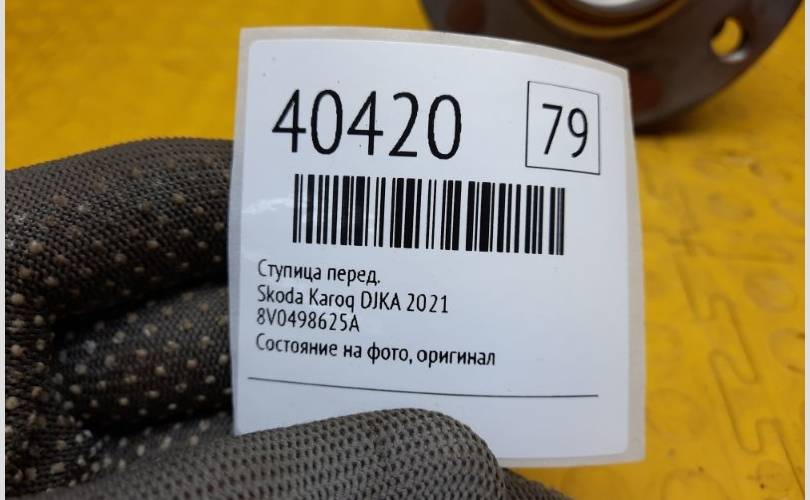 40420 79
Ступица перед.
Skoda Karoq DJKA 2021
8V0498625A
Состояние на фото, оригинал